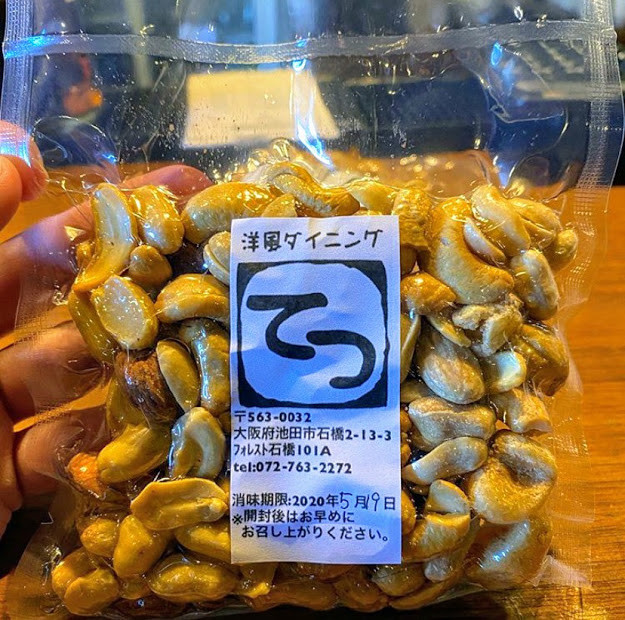 洋風ダイニング
てつ
〒563-0032
大阪府池田市石橋2-13-3
フォレスト石橋101A
tel:072-763-2272
消味期限:2020年5月19日
※開封後はお早めに
お召し上がりください。